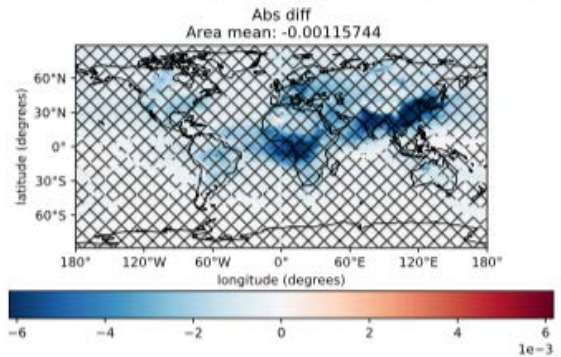 Abs diff
Area mean: -0.00115744
latitude (degrees)
60°N
30°N
0°
30°S
60°S
180° 120°W 60°W 0° 60°E 120°E 180°
longitude (degrees)
−6 −4 −2 0 2 4 6
1e−3